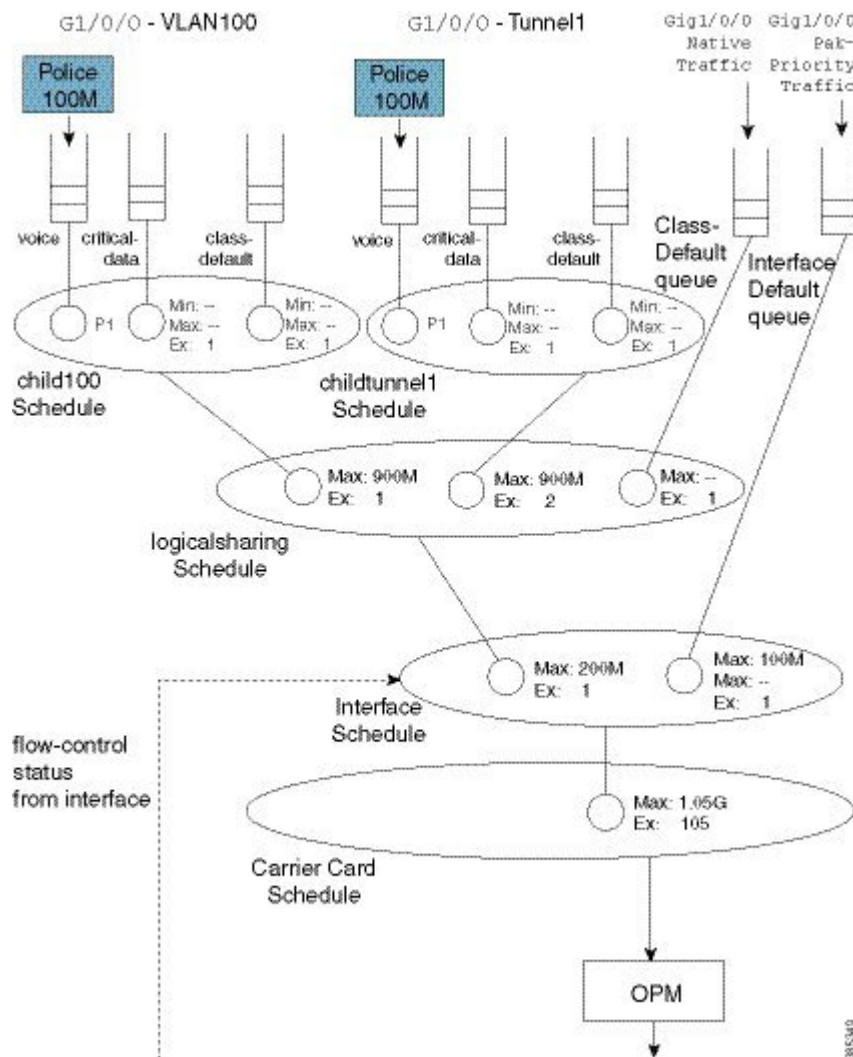 G1/0/0 - VLAN100
G1/0/0 - Tunnel1
Gig1/0/0
Native
Traffic
Gig1/0/0
Pak-
Priority
Traffic
Police
100M
Police
100M
voice
critical-
data
class-
default
voice
critical-
data
class-
default
Class-
Default
queue
Interface
Default
queue
P1
Min: --
Max: --
Ex: 1
Min: --
Max: --
Ex: 1
P1
Min: --
Max: --
Ex: 1
Min: --
Max: --
Ex: 1
child100
Schedule
childtunnel1
Schedule
Max: 900M
Ex: 1
Max: 900M
Ex: 2
Max: --
Ex: 1
logicalsharing
Schedule
Max: 200M
Ex: 1
Max: 100M
Max: --
Ex: 1
Interface
Schedule
flow-control
status
from interface
Max: 1.05G
Ex: 105
Carrier Card
Schedule
OPM